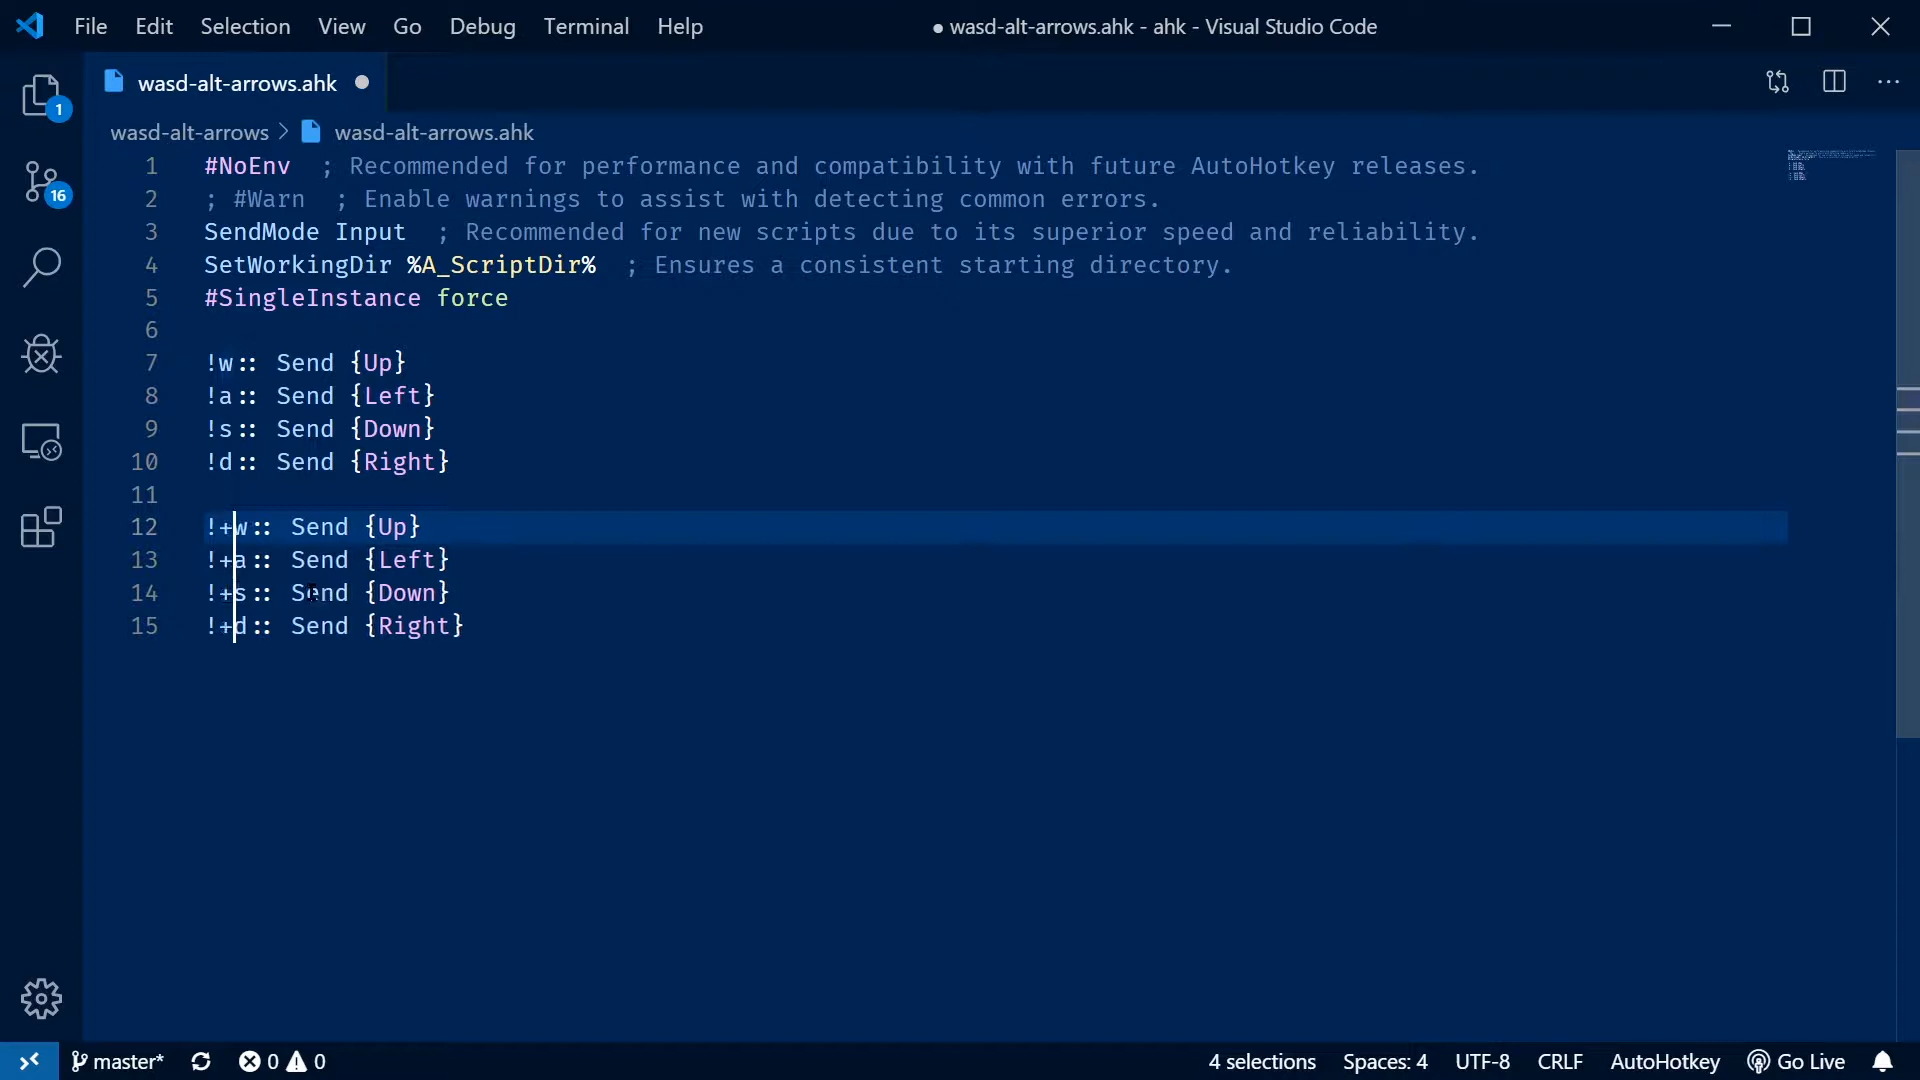 File Edit Selection View Go Debug Terminal Help
● wasd-alt-arrows.ahk - ahk - Visual Studio Code
wasd-alt-arrows.ahk
1
16
wasd-alt-arrows > wasd-alt-arrows.ahk
1 #NoEnv  ; Recommended for performance and compatibility with future AutoHotkey releases.
2 ; #Warn  ; Enable warnings to assist with detecting common errors.
3 SendMode Input  ; Recommended for new scripts due to its superior speed and reliability.
4 SetWorkingDir %A_ScriptDir%  ; Ensures a consistent starting directory.
5 #SingleInstance force
6
7 !w:: Send {Up}
8 !a:: Send {Left}
9 !s:: Send {Down}
10 !d:: Send {Right}
11
12 !+w:: Send {Up}
13 !+a:: Send {Left}
14 !+s:: Send {Down}
15 !+d:: Send {Right}
master* 0 0 4 selections Spaces: 4 UTF-8 CRLF AutoHotkey Go Live